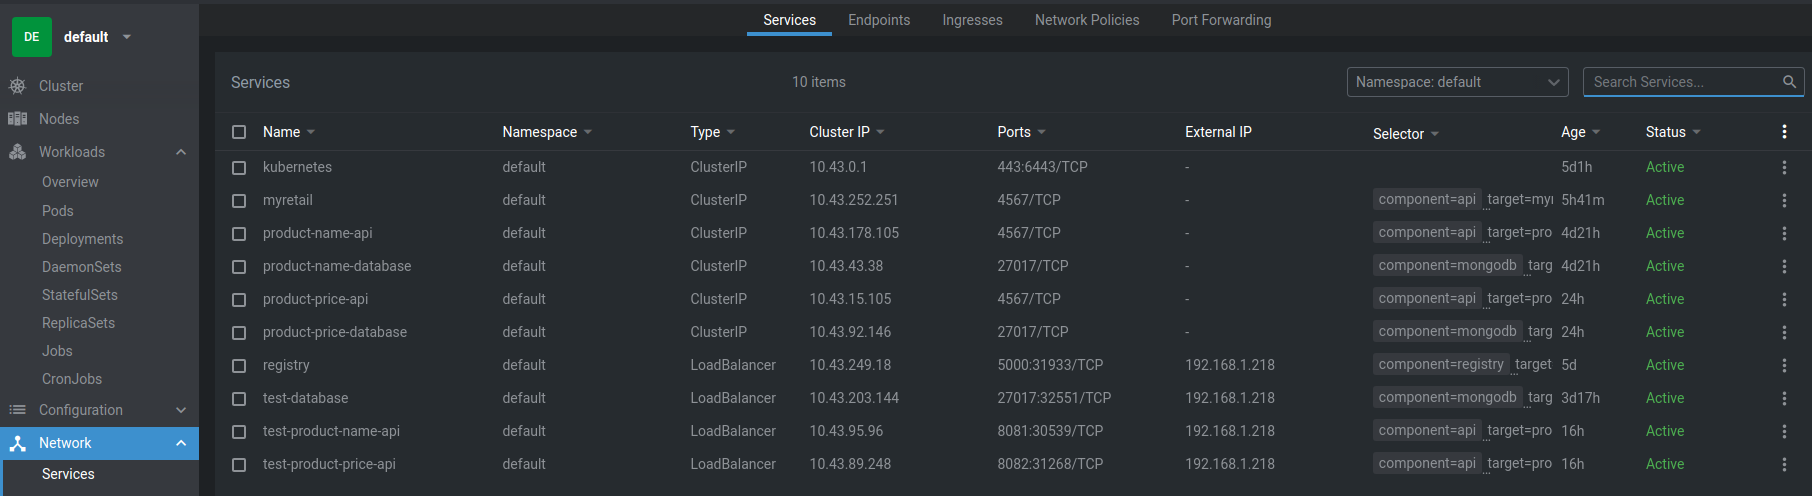 Services Endpoints Ingresses Network Policies Port Forwarding
DE default
Cluster
Nodes
Workloads
Overview
Pods
Deployments
DaemonSets
StatefulSets
ReplicaSets
Jobs
CronJobs
Configuration
Network
Services
Services 10 items Namespace: default Search Services...
Name Namespace Type Cluster IP Ports External IP Selector Age Status
kubernetes default ClusterIP 10.43.0.1 443:6443/TCP - 5d1h Active
myretail default ClusterIP 10.43.252.251 4567/TCP - component=api target=myr 5h41m Active
product-name-api default ClusterIP 10.43.178.105 4567/TCP - component=api target=pro 4d21h Active
product-name-database default ClusterIP 10.43.43.38 27017/TCP - component=mongodb targ 4d21h Active
product-price-api default ClusterIP 10.43.15.105 4567/TCP - component=api target=pro 24h Active
product-price-database default ClusterIP 10.43.92.146 27017/TCP - component=mongodb targ 24h Active
registry default LoadBalancer 10.43.249.18 5000:31933/TCP 192.168.1.218 component=registry target 5d Active
test-database default LoadBalancer 10.43.203.144 27017:32551/TCP 192.168.1.218 component=mongodb targ 3d17h Active
test-product-name-api default LoadBalancer 10.43.95.96 8081:30539/TCP 192.168.1.218 component=api target=pro 16h Active
test-product-price-api default LoadBalancer 10.43.89.248 8082:31268/TCP 192.168.1.218 component=api target=pro 16h Active